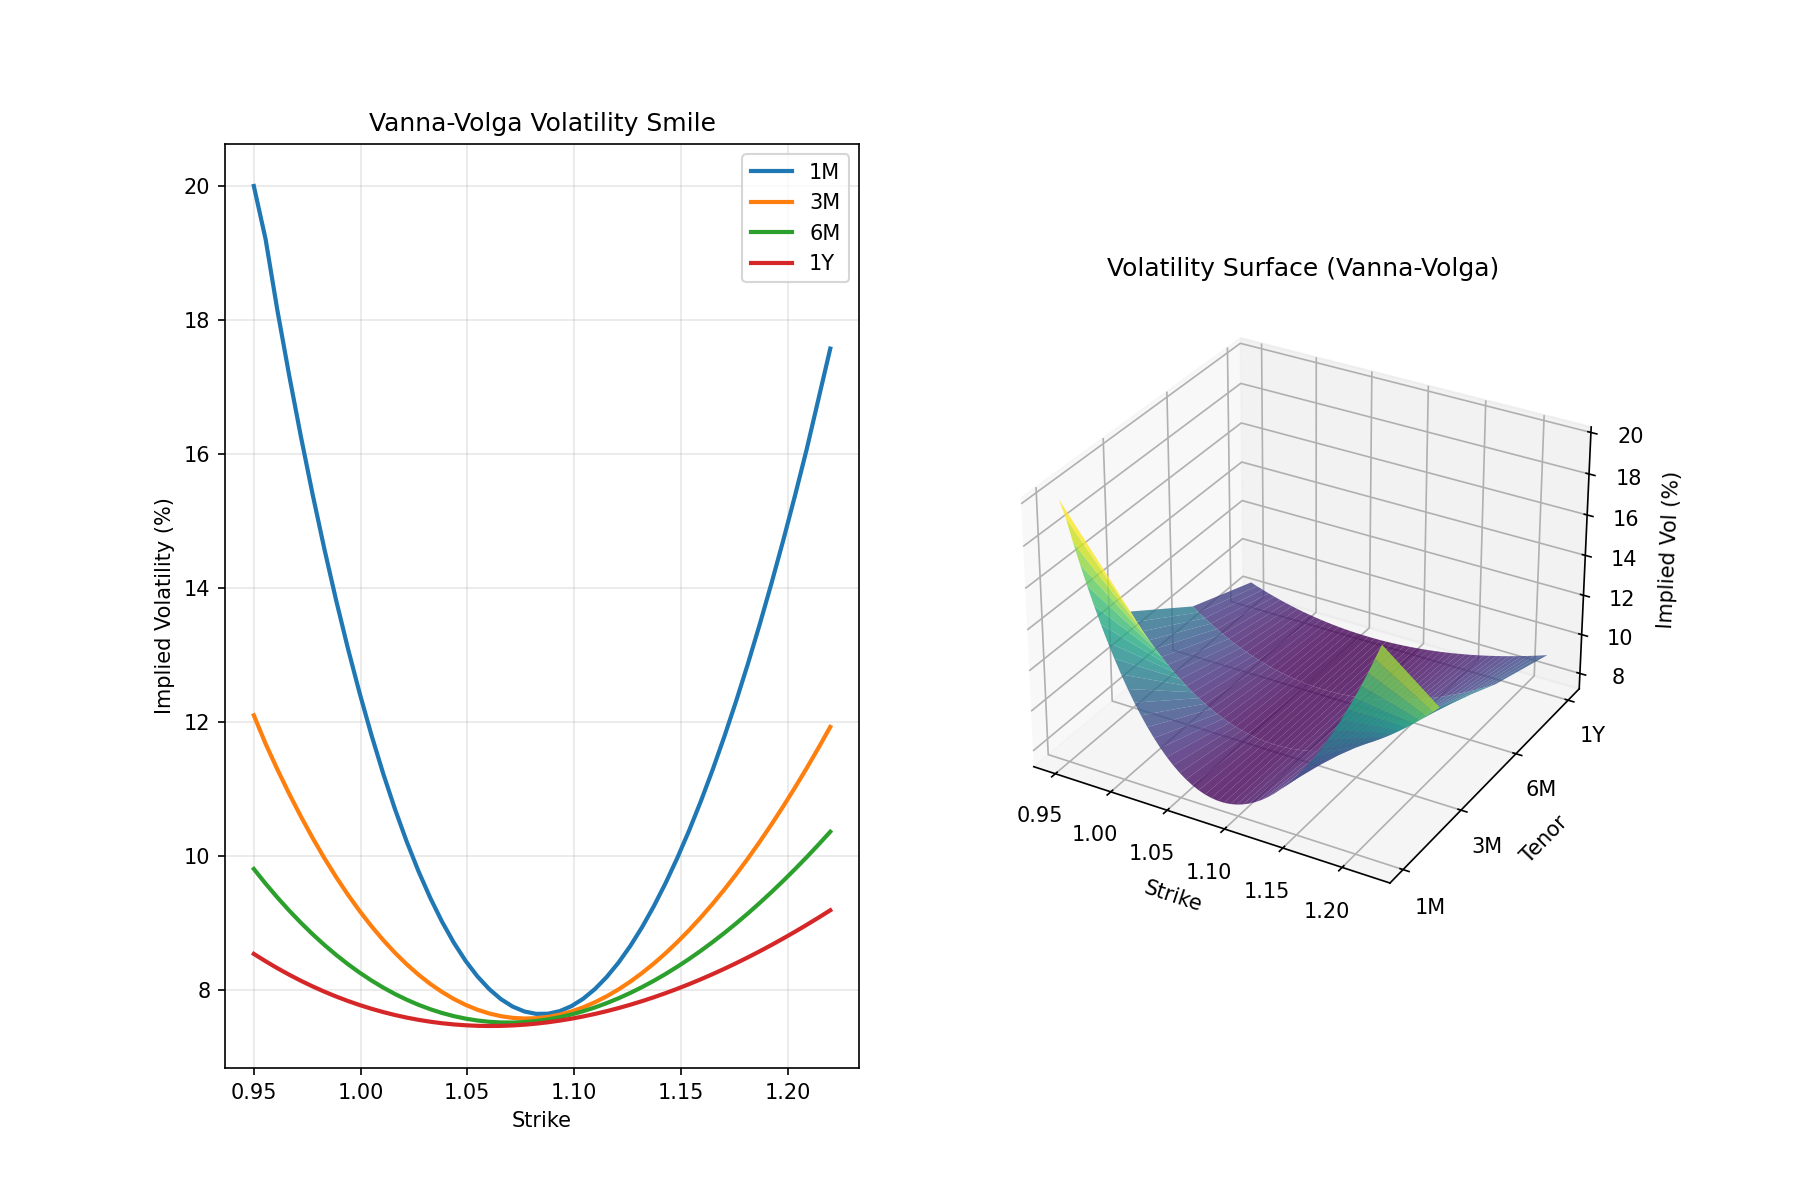 Vanna-Volga Volatility Smile
20
18
16
14
12
10
8
Implied Volatility (%)
0.95 1.00 1.05 1.10 1.15 1.20
Strike
1M
3M
6M
1Y
Volatility Surface (Vanna-Volga)
20
18
16
14
12
10
8
Implied Vol (%)
0.95
1.00
1.05
1.10
1.15
1.20
Strike
1Y
6M
3M
1M
Tenor